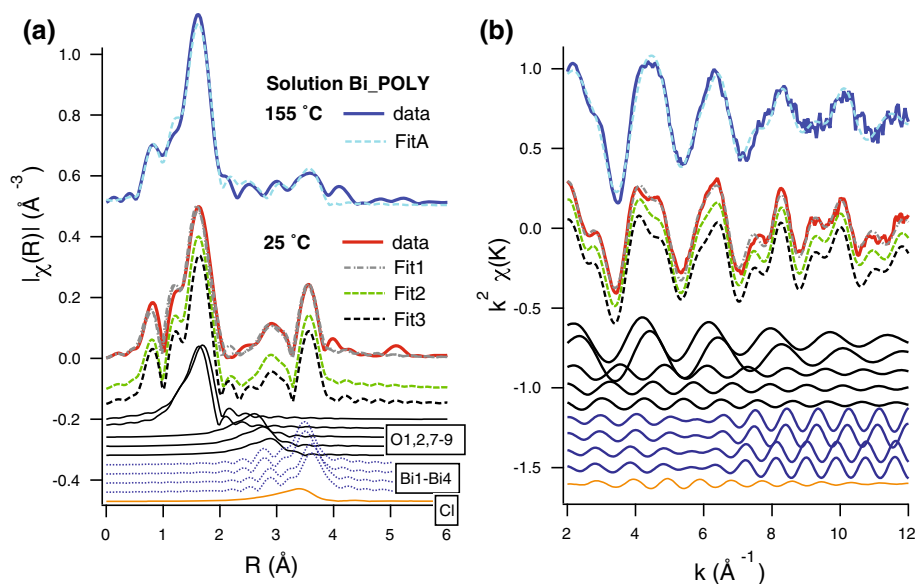 (a)
(b)
Solution Bi_POLY
155 ˚C
data
FitA
25 ˚C
data
Fit1
Fit2
Fit3
O1,2,7-9
Bi1-Bi4
Cl
|χ(R)| (Å⁻³)
1.0
0.8
0.6
0.4
0.2
0.0
-0.2
-0.4
0 1 2 3 4 5 6
R (Å)
k² χ(K)
1.0
0.5
0.0
-0.5
-1.0
-1.5
2 4 6 8 10 12
k (Å⁻¹)